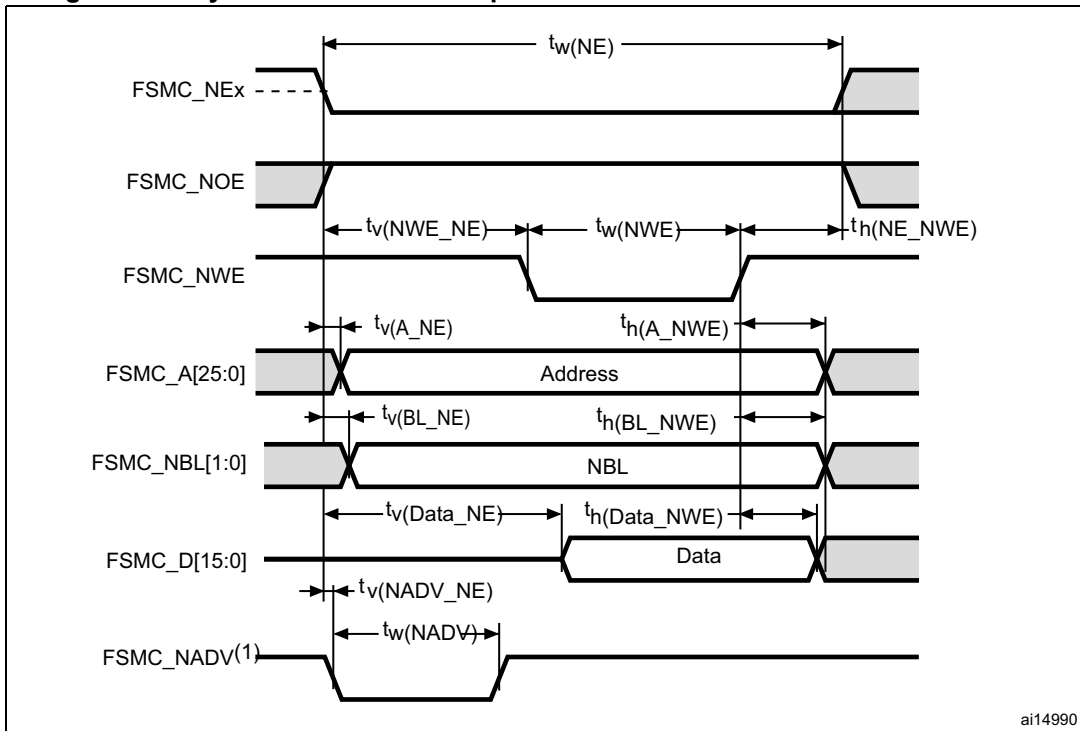 tw(NE)
FSMC_NEx
FSMC_NOE
tv(NWE_NE)
tw(NWE)
th(NE_NWE)
FSMC_NWE
tv(A_NE)
th(A_NWE)
FSMC_A[25:0]
Address
tv(BL_NE)
th(BL_NWE)
FSMC_NBL[1:0]
NBL
tv(Data_NE)
th(Data_NWE)
FSMC_D[15:0]
Data
tv(NADV_NE)
tw(NADV)
FSMC_NADV(1)
ai14990